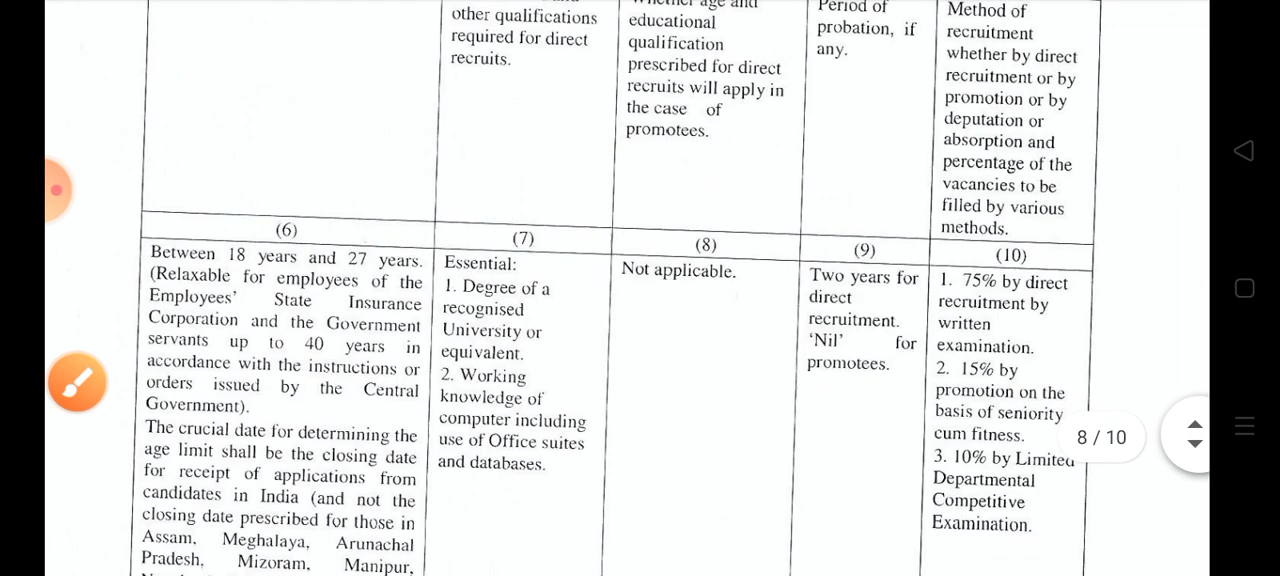 other qualifications
required for direct
recruits.
Whether age and
educational
qualification
prescribed for direct
recruits will apply in
the case of
promotees.
Period of
probation, if
any.
Method of
recruitment
whether by direct
recruitment or by
promotion or by
deputation or
absorption and
percentage of the
vacancies to be
filled by various
methods.
(6)
(7)
(8)
(9)
(10)
Between 18 years and 27 years.
(Relaxable for employees of the
Employees' State Insurance
Corporation and the Government
servants up to 40 years in
accordance with the instructions or
orders issued by the Central
Government).
The crucial date for determining the
age limit shall be the closing date
for receipt of applications from
candidates in India (and not the
closing date prescribed for those in
Assam, Meghalaya, Arunachal
Pradesh, Mizoram, Manipur,
Essential:
1. Degree of a
recognised
University or
equivalent.
2. Working
knowledge of
computer including
use of Office suites
and databases.
Not applicable.
Two years for
direct
recruitment.
'Nil' for
promotees.
1. 75% by direct
recruitment by
written
examination.
2. 15% by
promotion on the
basis of seniority
cum fitness.
3. 10% by Limited
Departmental
Competitive
Examination.
8 / 10